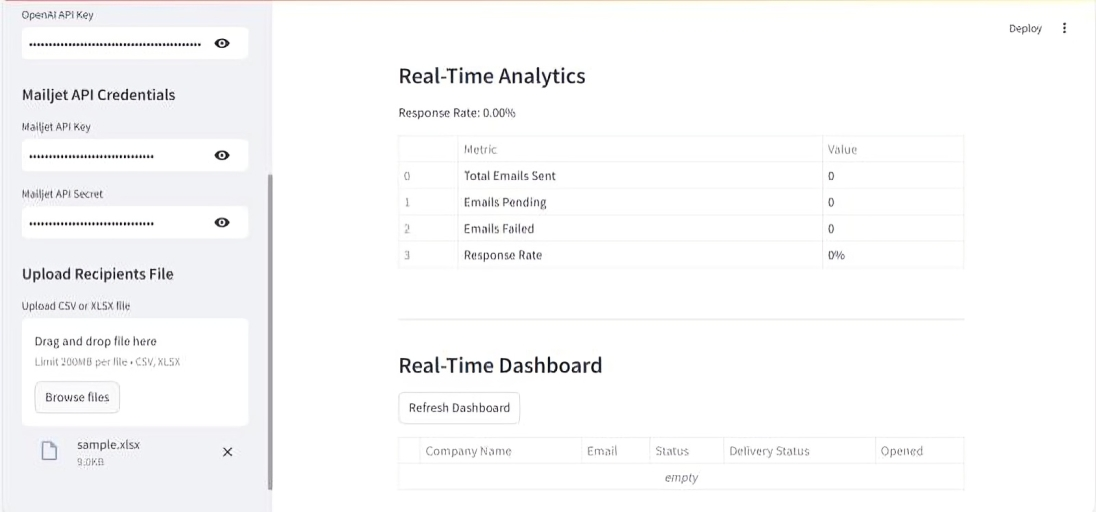 OpenAI API Key
Mailjet API Credentials
Mailjet API Key
Mailjet API Secret
Upload Recipients File
Upload CSV or XLSX file
Drag and drop file here
Limit 200MB per file • CSV, XLSX
Browse files
sample.xlsx
9.0KB
Deploy
Real-Time Analytics
Response Rate: 0.00%
Metric Value
0 Total Emails Sent 0
1 Emails Pending 0
2 Emails Failed 0
3 Response Rate 0%
Real-Time Dashboard
Refresh Dashboard
Company Name Email Status Delivery Status Opened
empty